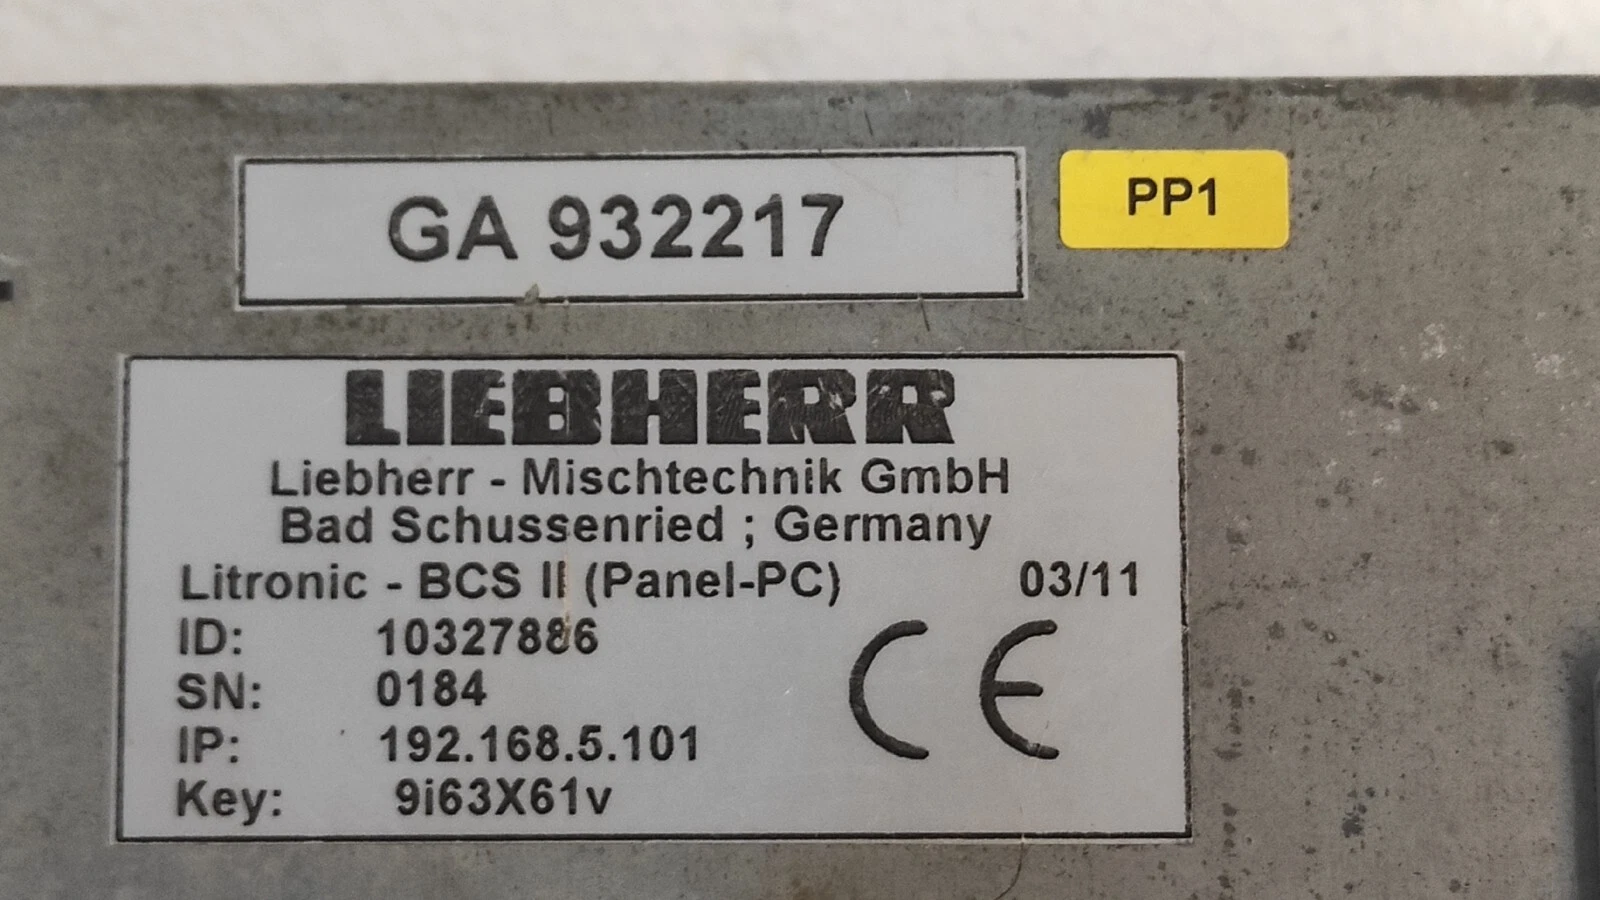 GA 932217
PP1
LIEBHERR
Liebherr - Mischtechnik GmbH
Bad Schussenried ; Germany
Litronic - BCS II (Panel-PC) 03/11
ID: 10327886
SN: 0184
IP: 192.168.5.101
Key: 9i63X61v
CE